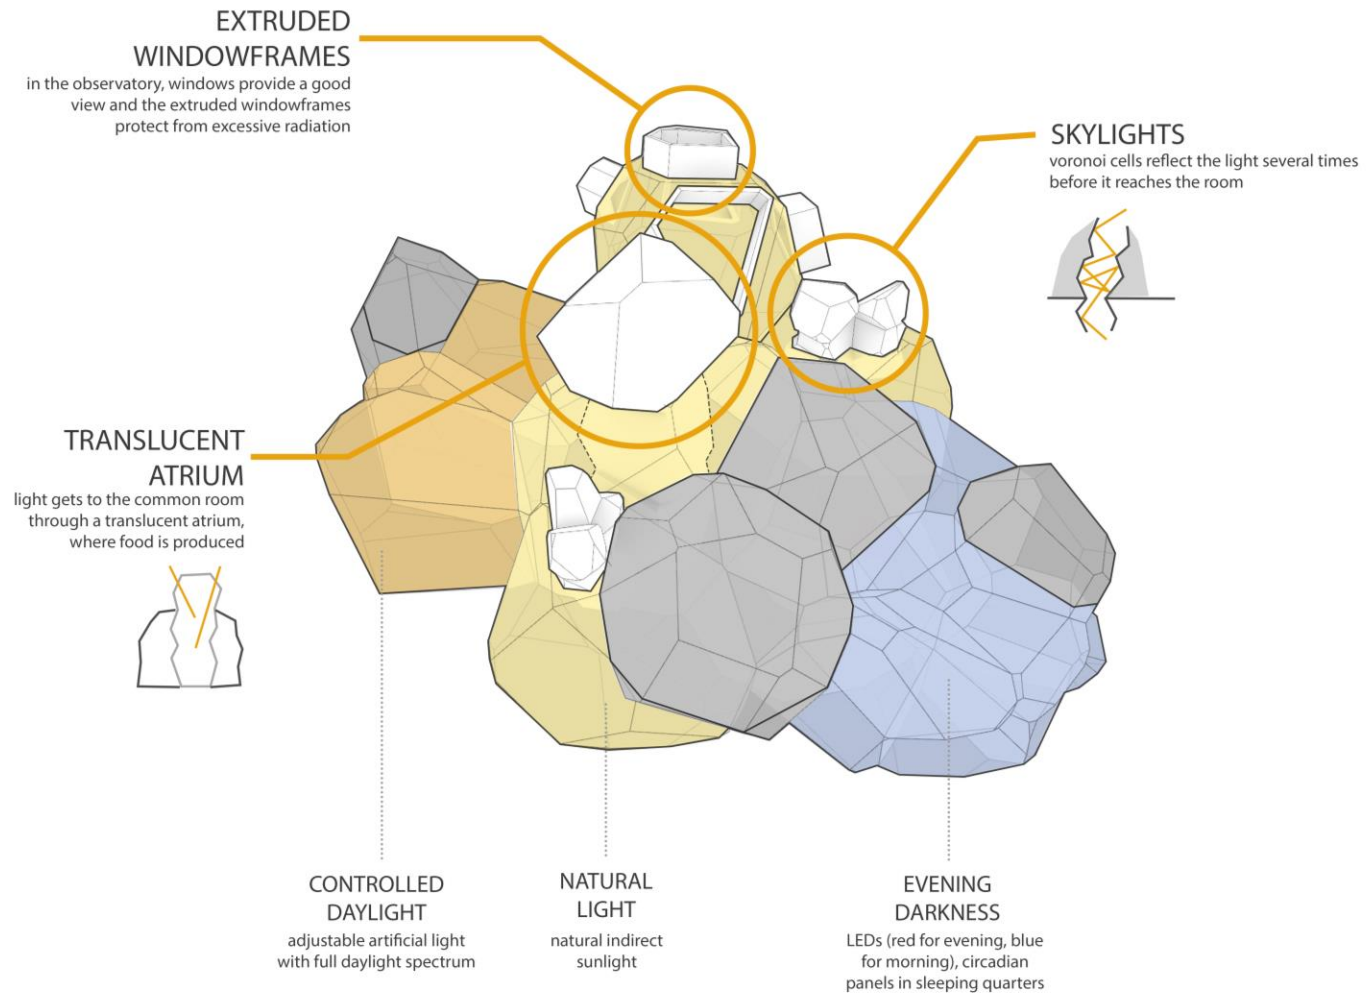 EXTRUDED
WINDOWFRAMES
in the observatory, windows provide a good
view and the extruded windowframes
protect from excessive radiation
SKYLIGHTS
voronoi cells reflect the light several times
before it reaches the room
TRANSLUCENT
ATRIUM
light gets to the common room
through a translucent atrium,
where food is produced
CONTROLLED
DAYLIGHT
adjustable artificial light
with full daylight spectrum
NATURAL
LIGHT
natural indirect
sunlight
EVENING
DARKNESS
LEDs (red for evening, blue
for morning), circadian
panels in sleeping quarters